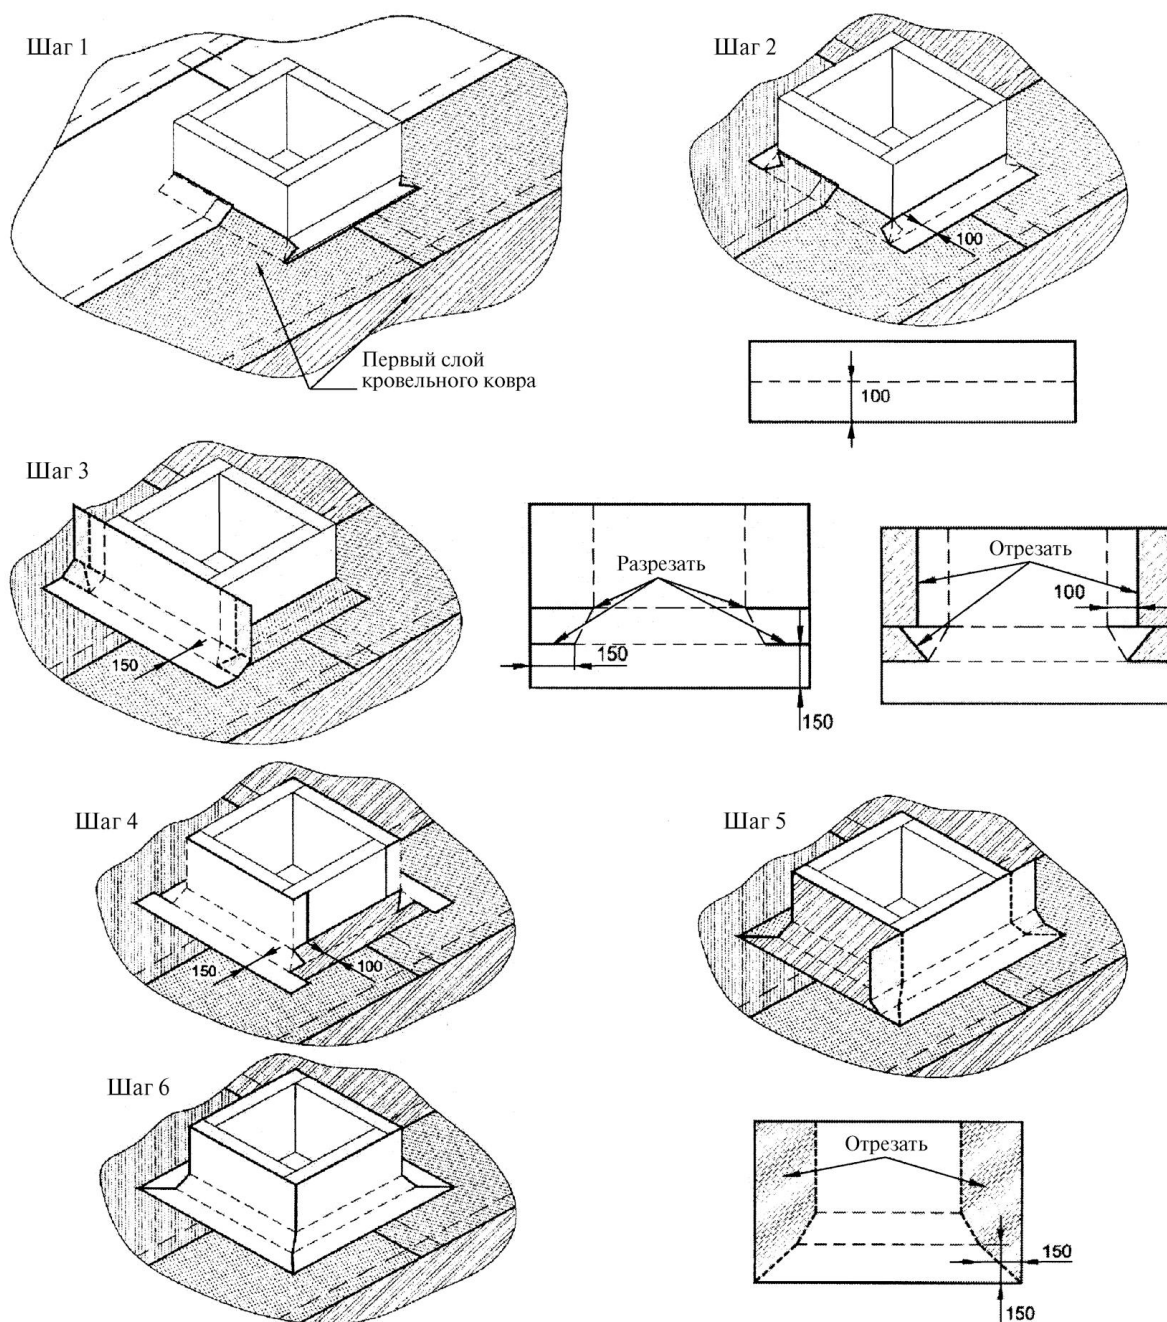 Шаг 1
Шаг 2
100
Первый слой
кровельного ковра
100
Шаг 3
150
Разрезать
150
150
Отрезать
100
Шаг 4
150
100
Шаг 5
Шаг 6
Отрезать
150
150